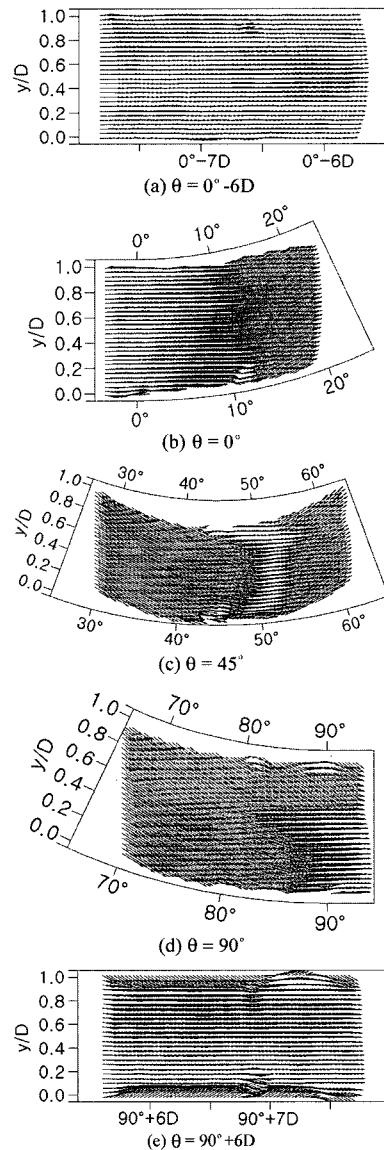 1.0
0.8
0.6
0.4
0.2
0.0
y/D
0°-7D 0°-6D
(a) θ = 0° -6D
0° 10° 20°
1.0
0.8
0.6
0.4
0.2
0.0
y/D
0° 10° 20°
(b) θ = 0°
30° 40° 50° 60°
1.0
0.8
0.6
0.4
0.2
0.0
y/D
30° 40° 50° 60°
(c) θ = 45°
70° 80° 90°
1.0
0.8
0.6
0.4
0.2
0.0
y/D
70° 80° 90°
(d) θ = 90°
1.0
0.8
0.6
0.4
0.2
0.0
y/D
90°+6D 90°+7D
(e) θ = 90°+6D